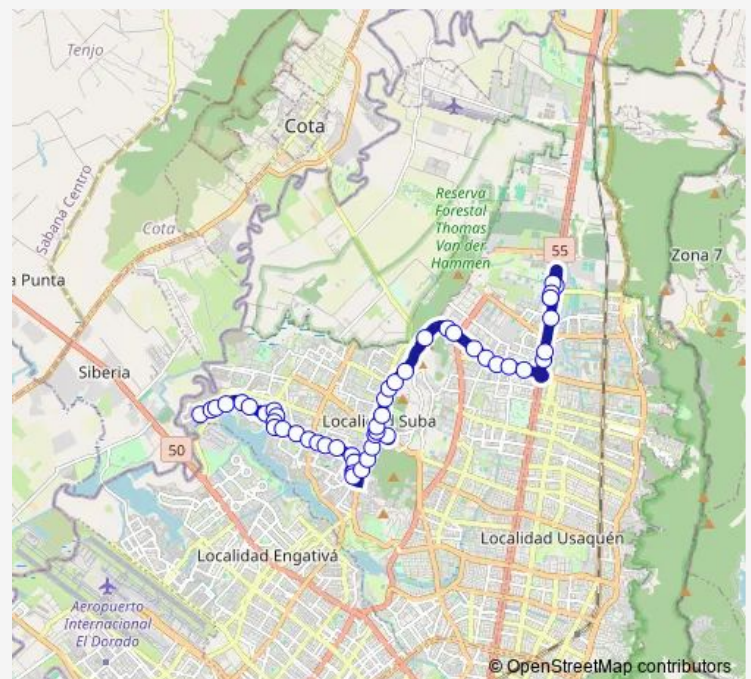 Tenjo
Cota
Sabana Centro
Cota
Reserva
Forestal
Thomas
Van der
Hammen
55
Zona 7
a Punta
Siberia
50
Localidad Suba
Localidad Usaquén
Localidad Engativá
Aeropuerto
Internacional
El Dorado
© OpenStreetMap contributors